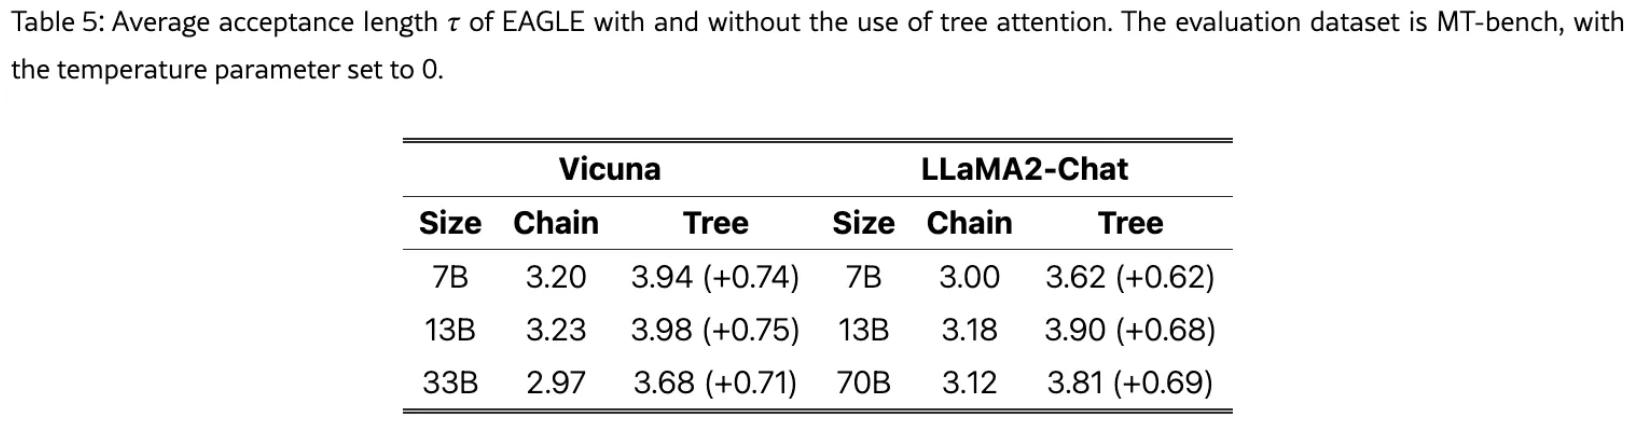 Table 5: Average acceptance length τ of EAGLE with and without the use of tree attention. The evaluation dataset is MT-bench, with
the temperature parameter set to 0.
Vicuna LLaMA2-Chat
Size Chain Tree Size Chain Tree
7B 3.20 3.94 (+0.74) 7B 3.00 3.62 (+0.62)
13B 3.23 3.98 (+0.75) 13B 3.18 3.90 (+0.68)
33B 2.97 3.68 (+0.71) 70B 3.12 3.81 (+0.69)